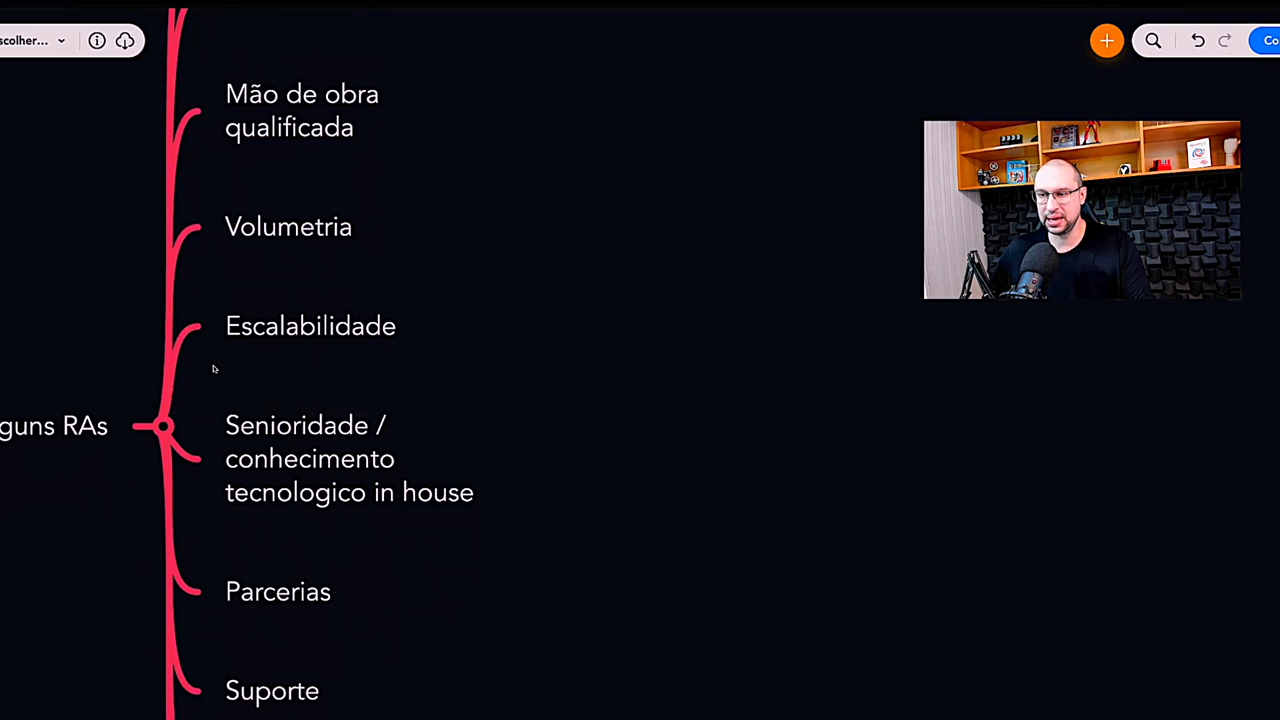 scolher...
Co
Mão de obra
qualificada
Volumetria
Escalabilidade
guns RAs
Senioridade /
conhecimento
tecnologico in house
Parcerias
Suporte